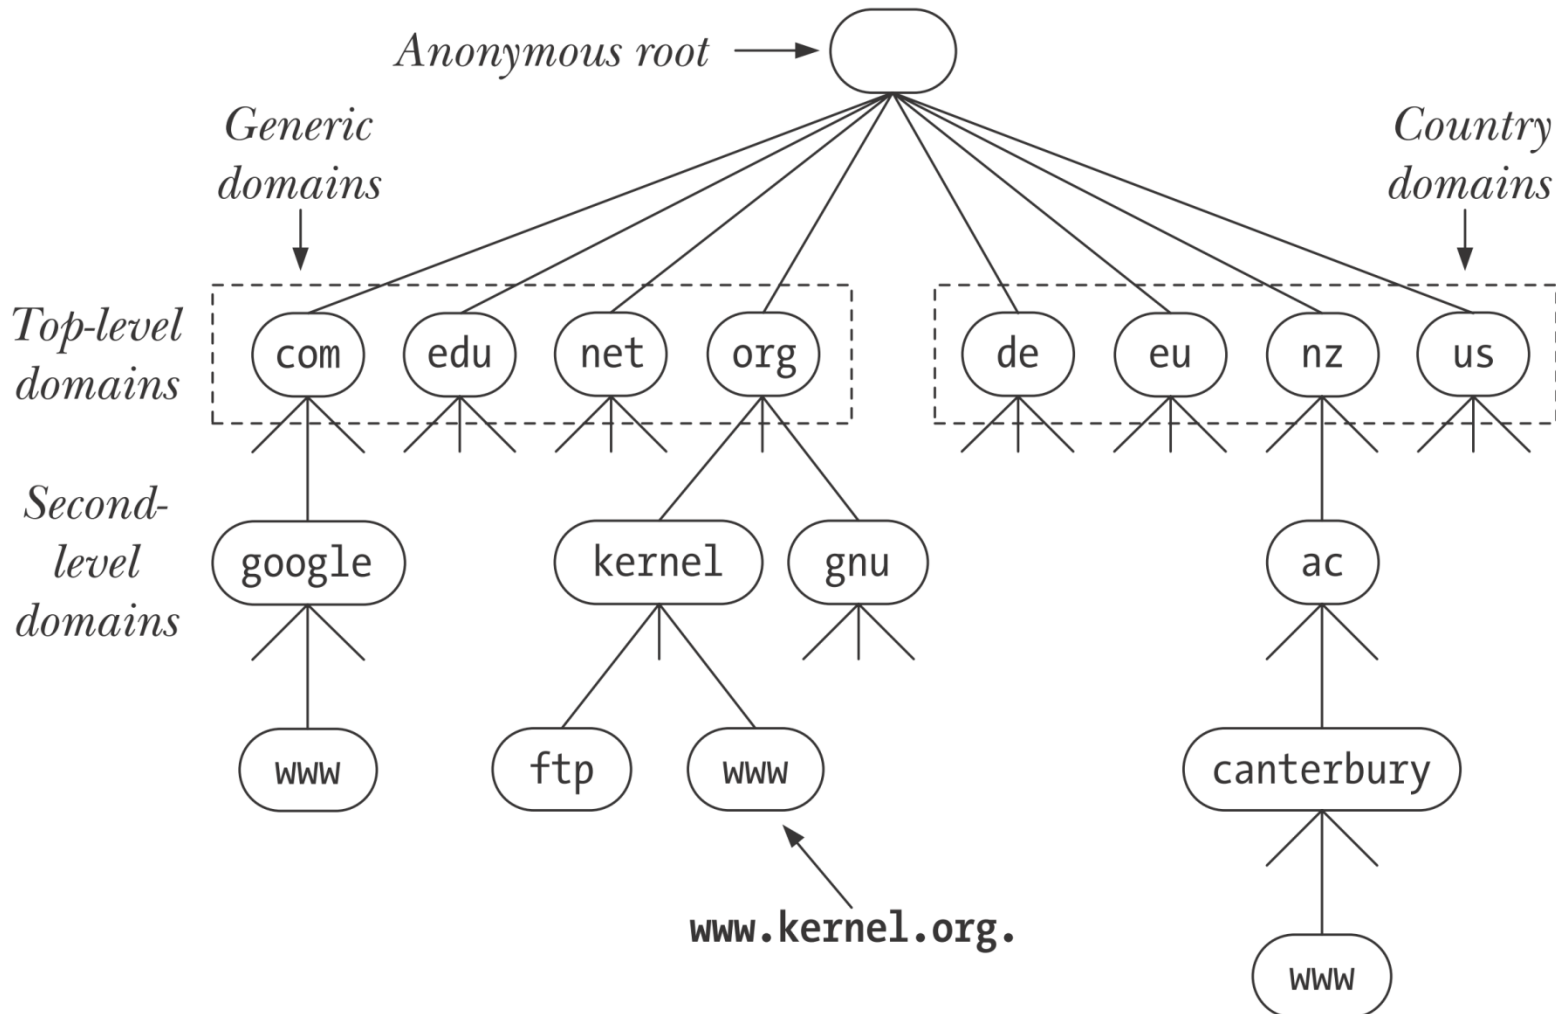 Anonymous root
Generic
domains
Country
domains
Top-level
domains
com
edu
net
org
de
eu
nz
us
Second-
level
domains
google
kernel
gnu
ac
www
ftp
www
canterbury
www.kernel.org.
www